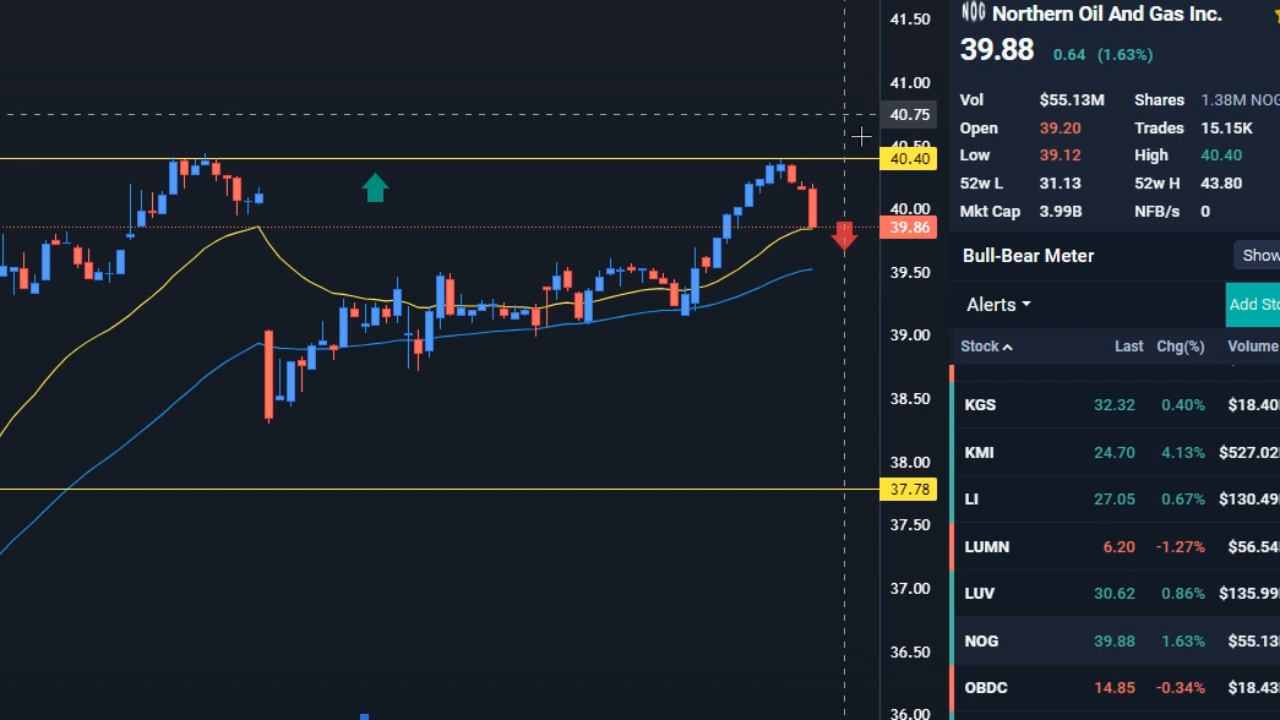 41.50
41.00
40.75
40.50
40.40
40.00
39.86
39.50
39.00
38.50
38.00
37.78
37.50
37.00
36.50
36.00
NOG Northern Oil And Gas Inc.
39.88 0.64 (1.63%)
Vol $55.13M Shares 1.38M NOG
Open 39.20 Trades 15.15K
Low 39.12 High 40.40
52w L 31.13 52w H 43.80
Mkt Cap 3.99B NFB/s 0
Bull-Bear Meter Show
Alerts Add Sto
Stock Last Chg(%) Volume
KGS 32.32 0.40% $18.40
KMI 24.70 4.13% $527.02
LI 27.05 0.67% $130.49
LUMN 6.20 -1.27% $56.54
LUV 30.62 0.86% $135.99
NOG 39.88 1.63% $55.13
OBDC 14.85 -0.34% $18.43